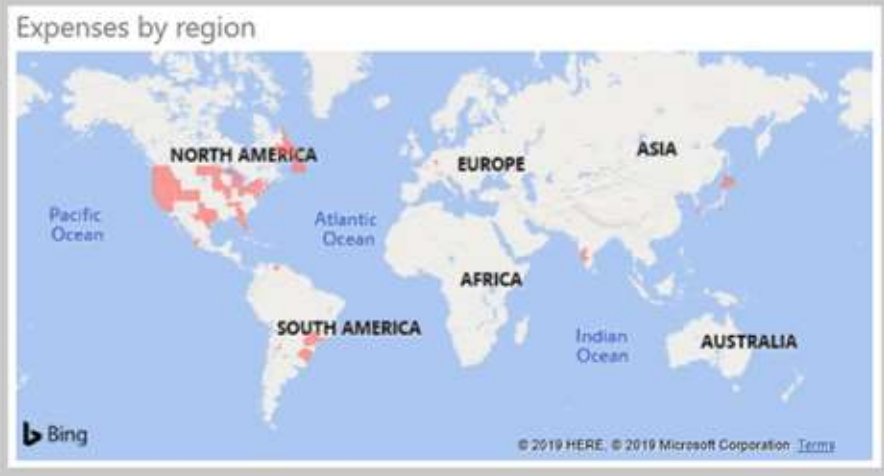 Expenses by region
NORTH AMERICA
EUROPE
ASIA
Pacific
Ocean
Atlantic
Ocean
AFRICA
SOUTH AMERICA
Indian
Ocean
AUSTRALIA
Bing
© 2019 HERE, © 2019 Microsoft Corporation Terms